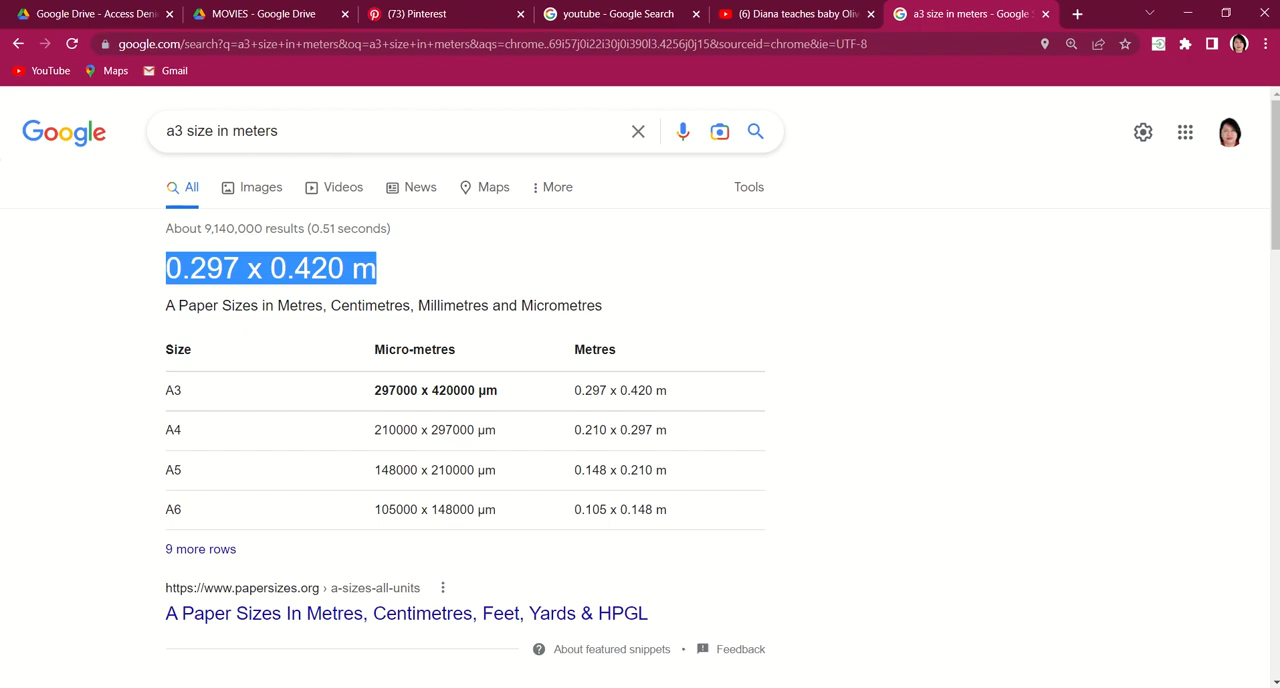 Google Drive - Access Deni
MOVIES - Google Drive
(73) Pinterest
youtube - Google Search
(6) Diana teaches baby Oliv
a3 size in meters - Google S
google.com/search?q=a3+size+in+meters&oq=a3+size+in+meters&aqs=chrome..69i57j0i22i30j0i390l3.4256j0j15&sourceid=chrome&ie=UTF-8
YouTube
Maps
Gmail
Google
a3 size in meters
All
Images
Videos
News
Maps
More
Tools
About 9,140,000 results (0.51 seconds)
0.297 x 0.420 m
A Paper Sizes in Metres, Centimetres, Millimetres and Micrometres
Size Micro-metres Metres
A3 297000 x 420000 µm 0.297 x 0.420 m
A4 210000 x 297000 µm 0.210 x 0.297 m
A5 148000 x 210000 µm 0.148 x 0.210 m
A6 105000 x 148000 µm 0.105 x 0.148 m
9 more rows
https://www.papersizes.org › a-sizes-all-units
A Paper Sizes In Metres, Centimetres, Feet, Yards & HPGL
About featured snippets • Feedback